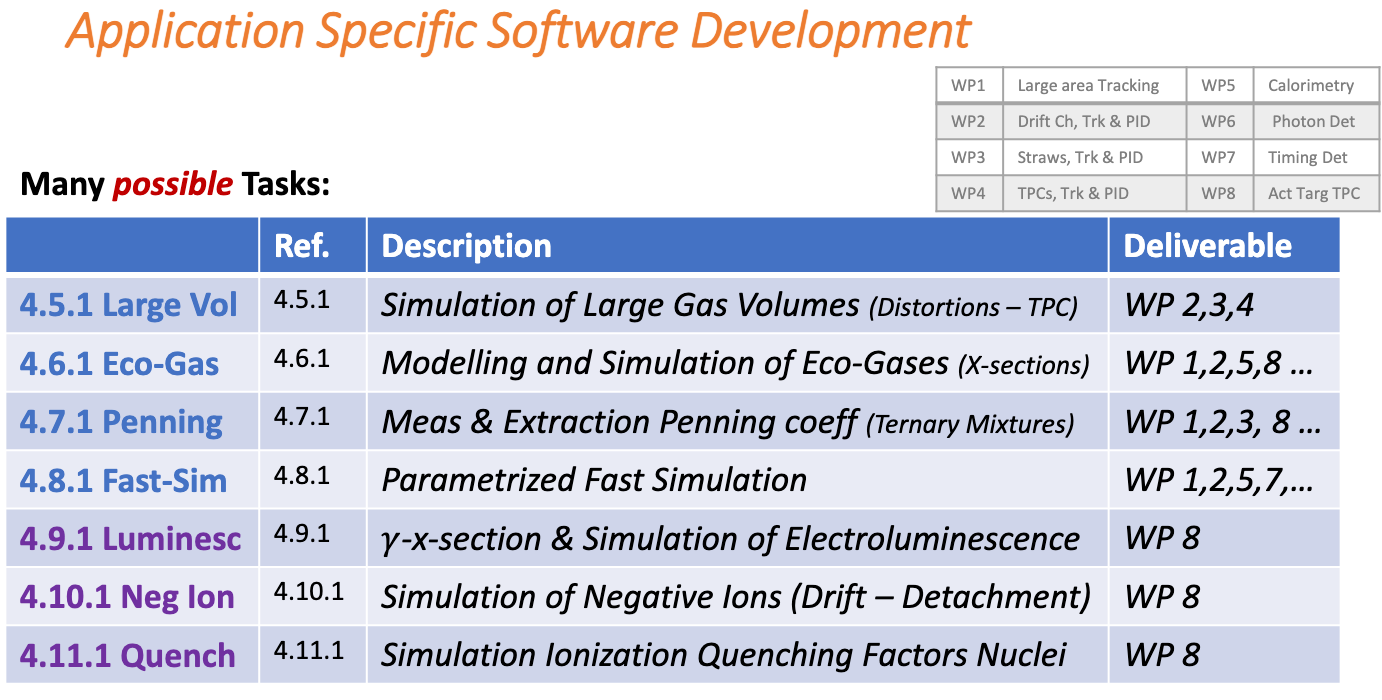 Application Specific Software Development
WP1 Large area Tracking WP5 Calorimetry
WP2 Drift Ch, Trk & PID WP6 Photon Det
WP3 Straws, Trk & PID WP7 Timing Det
WP4 TPCs, Trk & PID WP8 Act Targ TPC
Many possible Tasks:
Ref. Description Deliverable
4.5.1 Large Vol 4.5.1 Simulation of Large Gas Volumes (Distortions – TPC) WP 2,3,4
4.6.1 Eco-Gas 4.6.1 Modelling and Simulation of Eco-Gases (X-sections) WP 1,2,5,8 ...
4.7.1 Penning 4.7.1 Meas & Extraction Penning coeff (Ternary Mixtures) WP 1,2,3, 8 ...
4.8.1 Fast-Sim 4.8.1 Parametrized Fast Simulation WP 1,2,5,7,...
4.9.1 Luminesc 4.9.1 γ-x-section & Simulation of Electroluminescence WP 8
4.10.1 Neg Ion 4.10.1 Simulation of Negative Ions (Drift – Detachment) WP 8
4.11.1 Quench 4.11.1 Simulation Ionization Quenching Factors Nuclei WP 8